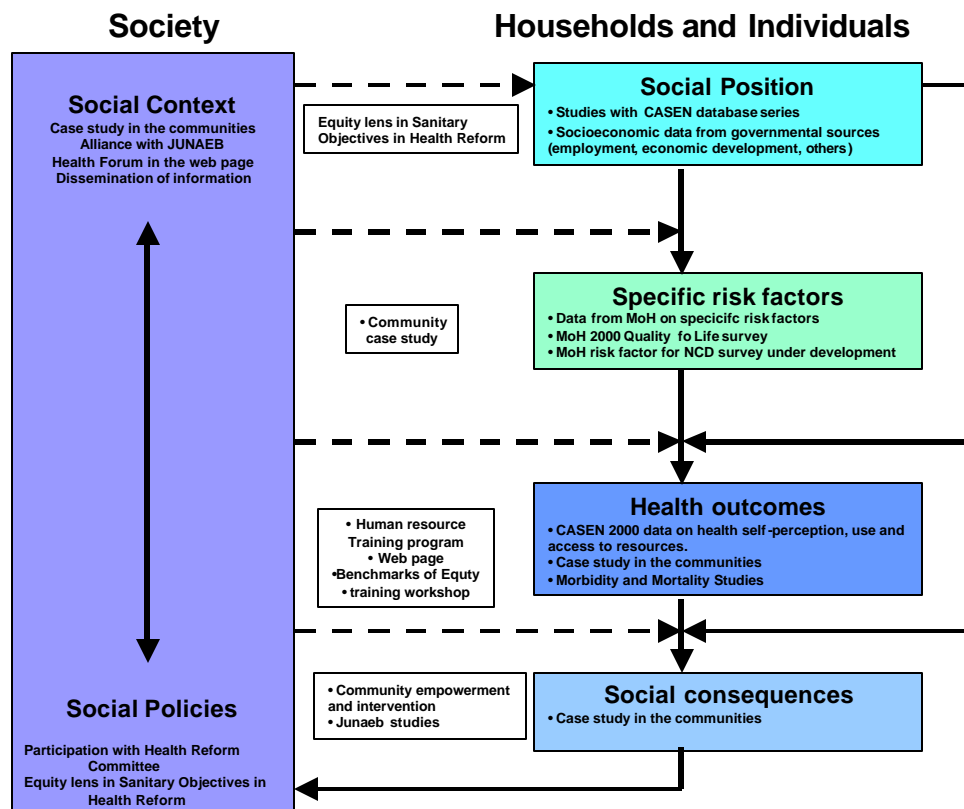 Society
Households and Individuals
Social Context
Case study in the communities
Alliance with JUNAEB
Health Forum in the web page
Dissemination of information
Equity lens in Sanitary
Objectives in Health Reform
Social Position
• Studies with CASEN database series
• Socioeconomic data from governmental sources
(employment, economic development, others)
• Community
case study
Specific risk factors
• Data from MoH on specicifc risk factors
• MoH 2000 Quality fo Life survey
• MoH risk factor for NCD survey under development
• Human resource
Training program
• Web page
•Benchmarks of Equty
• training workshop
Health outcomes
• CASEN 2000 data on health self-perception, use and
access to resources.
• Case study in the communities
• Morbidity and Mortality Studies
• Community empowerment
and intervention
• Junaeb studies
Social consequences
• Case study in the communities
Social Policies
Participation with Health Reform
Committee
Equity lens in Sanitary Objectives in
Health Reform